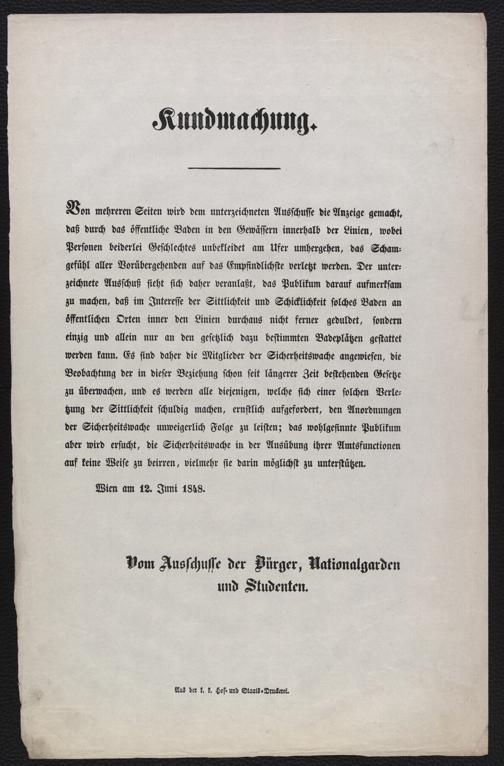 Kundmachung.
Von mehreren Seiten wird dem unterzeichneten Ausschusse die Anzeige gemacht,
daß durch das öffentliche Baden in den Gewässern innerhalb der Linien, wobei
Personen beiderlei Geschlechtes unbekleidet am Ufer umhergehen, das Scham-
gefühl aller Vorübergehenden auf das Empfindlichste verletzt werden. Der unter-
zeichnete Ausschuß sieht sich daher veranlaßt, das Publikum darauf aufmerksam
zu machen, daß im Interesse der Sittlichkeit und Schicklichkeit solches Baden an
öffentlichen Orten inner den Linien durchaus nicht ferner geduldet, sondern
einzig und allein nur an den gesetzlich dazu bestimmten Badeplätzen gestattet
werden kann. Es sind daher die Mitglieder der Sicherheitswache angewiesen, die
Beobachtung der in dieser Beziehung schon seit längerer Zeit bestehenden Gesetze
zu überwachen, und es werden alle diejenigen, welche sich einer solchen Verle-
tzung der Sittlichkeit schuldig machen, ernstlich aufgefordert, den Anordnungen
der Sicherheitswache unweigerlich Folge zu leisten; das wohlgesinnte Publikum
aber wird ersucht, die Sicherheitswache in der Ausübung ihrer Amtsfunctionen
auf keine Weise zu beirren, vielmehr sie darin möglichst zu unterstützen.
Wien am 12. Juni 1848.
Vom Ausschusse der Bürger, Nationalgarden
und Studenten.
Aus der k. k. Hof- und Staats-Druckerei.